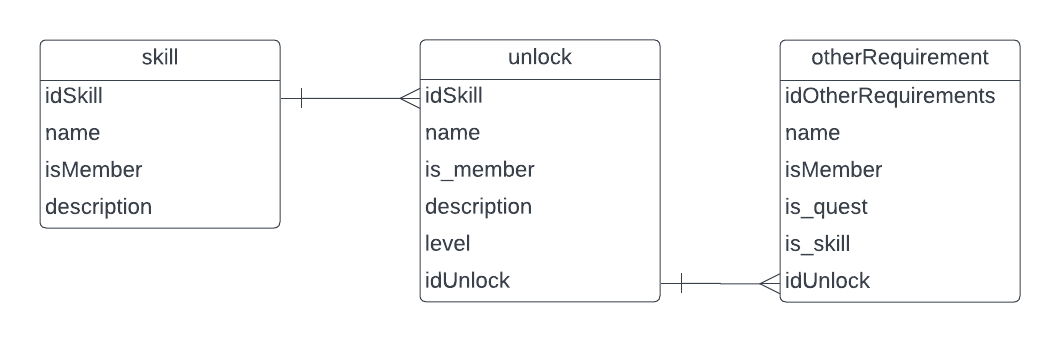 skill
idSkill
name
isMember
description
unlock
idSkill
name
is_member
description
level
idUnlock
otherRequirement
idOtherRequirements
name
isMember
is_quest
is_skill
idUnlock